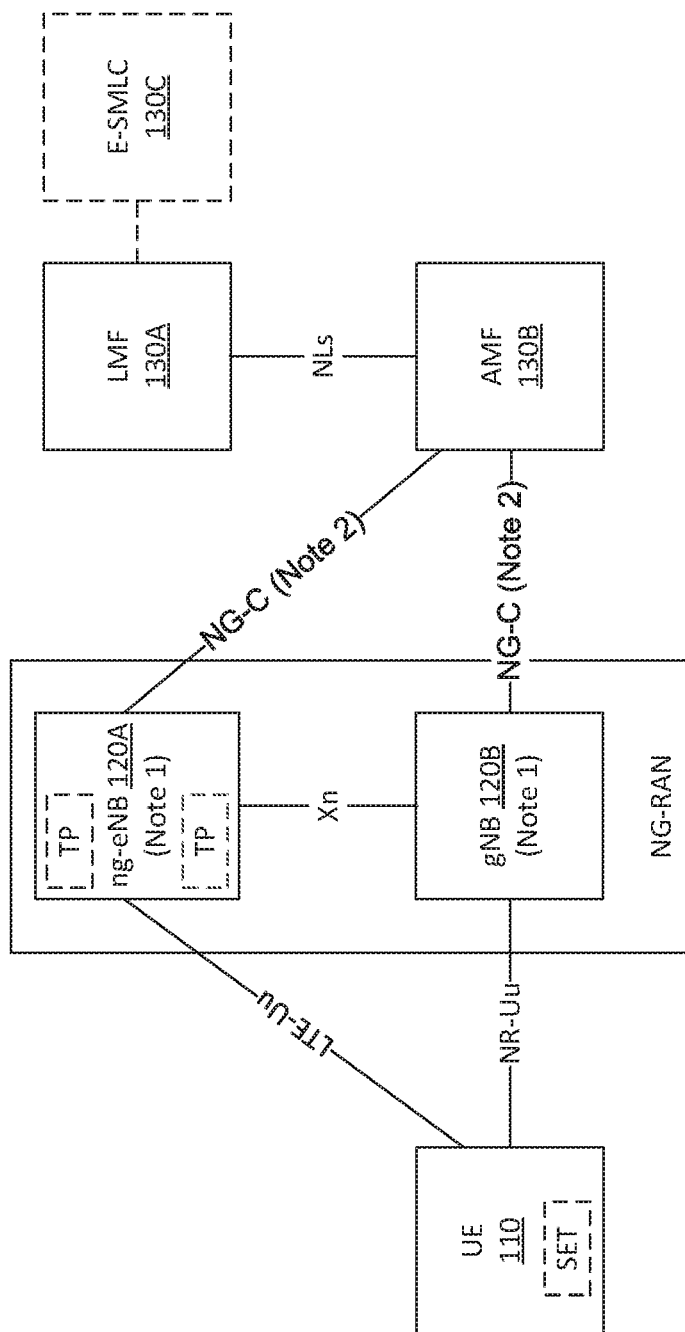 UE
110
SET
LTE-Uu
NR-Uu
TP
ng-eNB 120A
(Note 1)
TP
Xn
gNB 120B
(Note 1)
NG-RAN
NG-C (Note 2)
NG-C (Note 2)
LMF
130A
NLs
AMF
130B
E-SMLC
130C